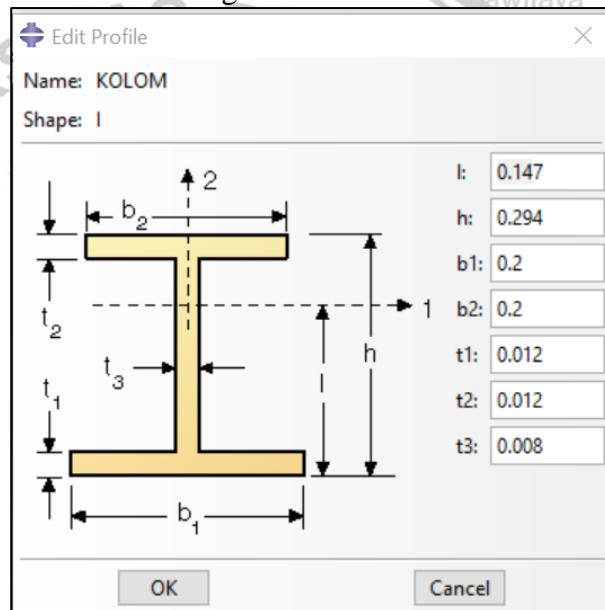 Edit Profile
Name: KOLOM
Shape: I
l: 0.147
h: 0.294
b1: 0.2
b2: 0.2
t1: 0.012
t2: 0.012
t3: 0.008
2
b2
1
t2
t3
h
l
t1
b1
OK
Cancel